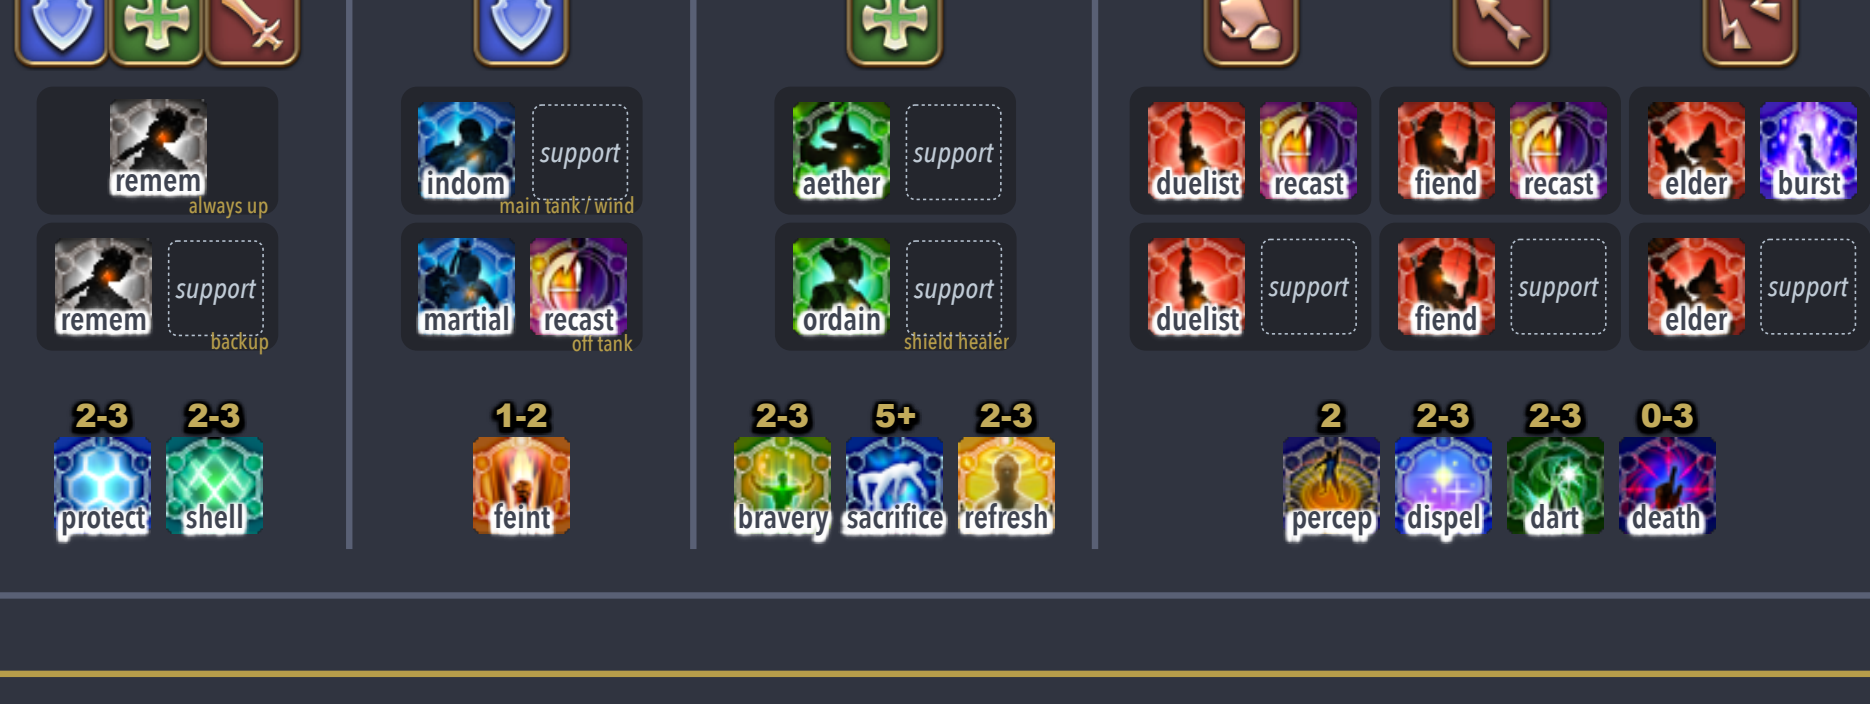 remem
always up
indom
support
main tank / wind
aether
support
duelist
recast
fiend
recast
elder
burst
remem
support
backup
martial
recast
off tank
ordain
support
shield healer
duelist
support
fiend
support
elder
support
2-3
2-3
protect
shell
1-2
feint
2-3
5+
2-3
bravery
sacrifice
refresh
2
2-3
2-3
0-3
percep
dispel
dart
death